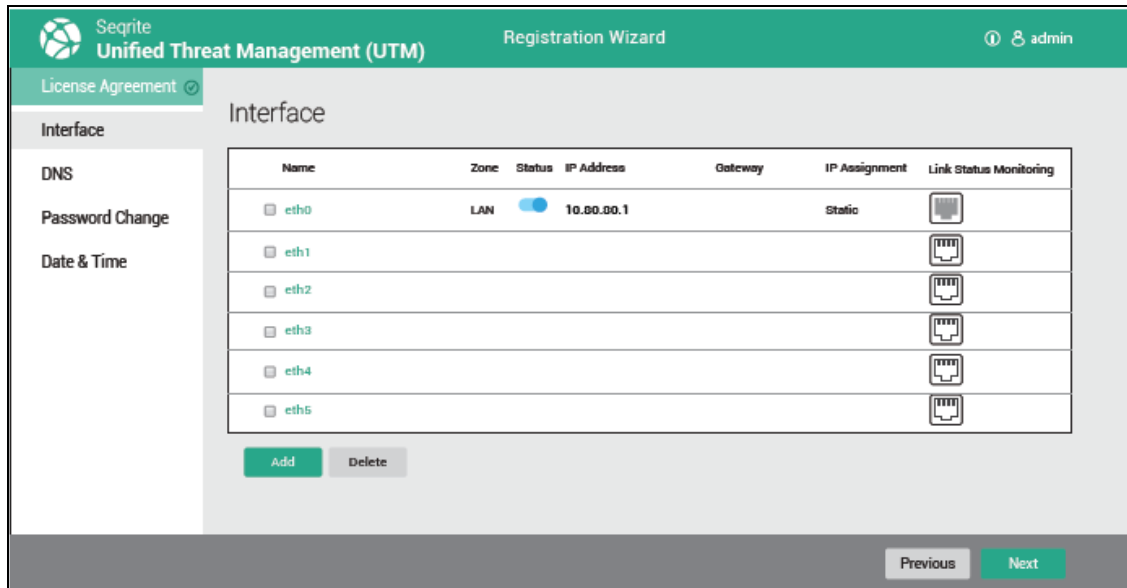 Seqrite
Unified Threat Management (UTM)
Registration Wizard
admin
License Agreement
Interface
DNS
Password Change
Date & Time
Interface
Name Zone Status IP Address Gateway IP Assignment Link Status Monitoring
eth0 LAN 10.80.80.1 Static
eth1
eth2
eth3
eth4
eth5
Add Delete
Previous Next